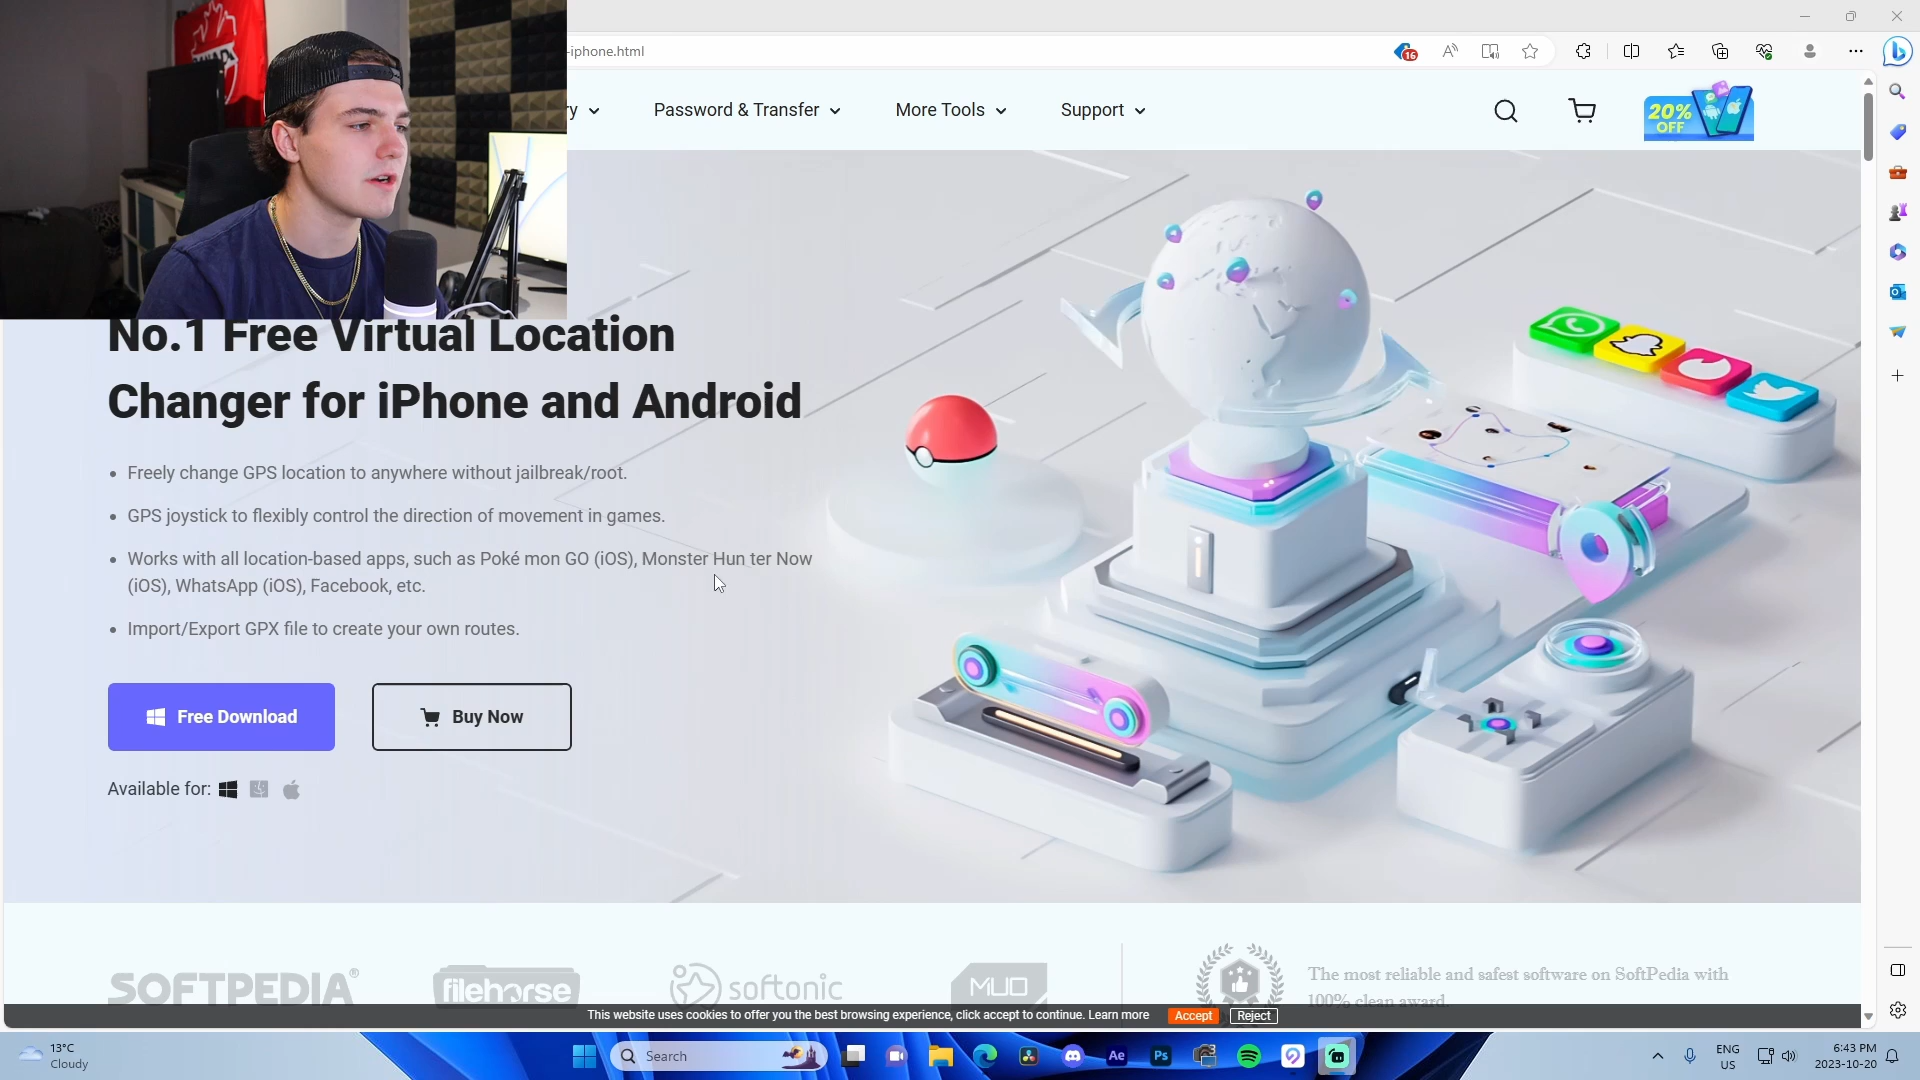 -iphone.html
16
ry
Password & Transfer
More Tools
Support
20%
OFF
No.1 Free Virtual Location
Changer for iPhone and Android
Freely change GPS location to anywhere without jailbreak/root.
GPS joystick to flexibly control the direction of movement in games.
Works with all location-based apps, such as Poké mon GO (iOS), Monster Hun ter Now
(iOS), WhatsApp (iOS), Facebook, etc.
Import/Export GPX file to create your own routes.
Free Download
Buy Now
Available for:
SOFTPEDIA®
filehorse
softonic
MUO
The most reliable and safest software on SoftPedia with
100% clean award.
This website uses cookies to offer you the best browsing experience, click accept to continue. Learn more
Accept
Reject
13°C
Cloudy
Search
Ae
Ps
ENG
US
6:43 PM
2023-10-20